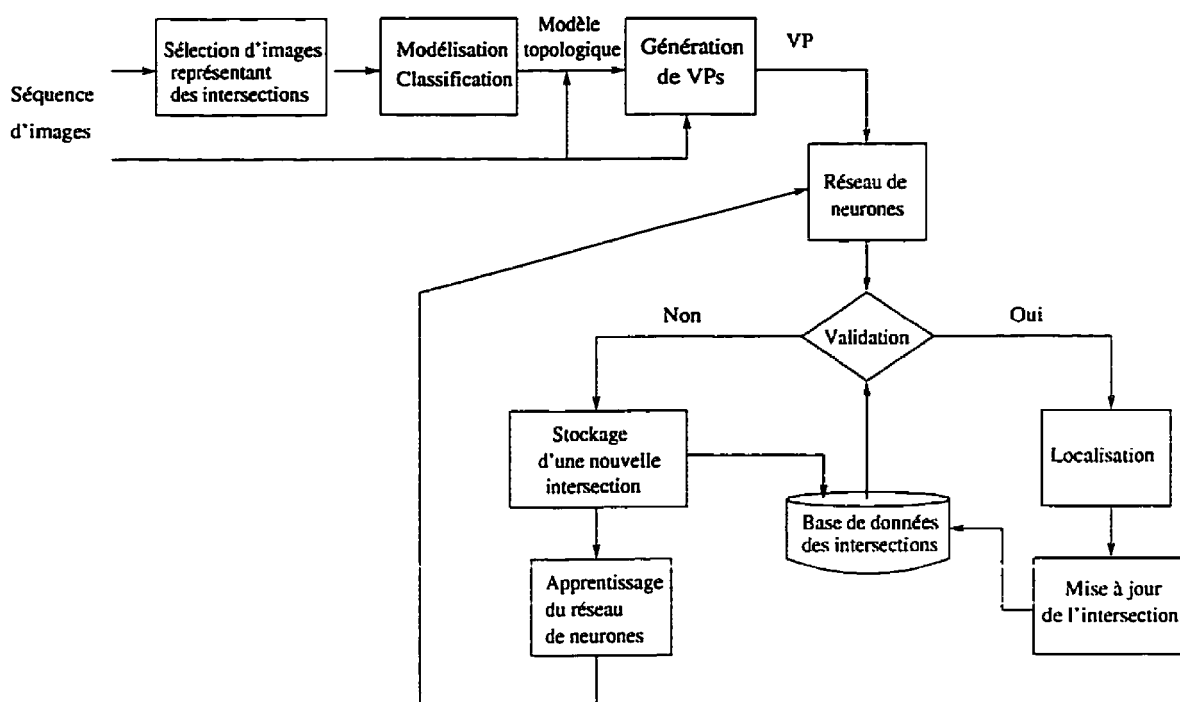 Séquence
d'images
Sélection d'images
représentant
des intersections
Modélisation
Classification
Modèle
topologique
Génération
de VPs
VP
Réseau de
neurones
Validation
Non
Oui
Stockage
d'une nouvelle
intersection
Localisation
Base de données
des intersections
Apprentissage
du réseau
de neurones
Mise à jour
de l'intersection